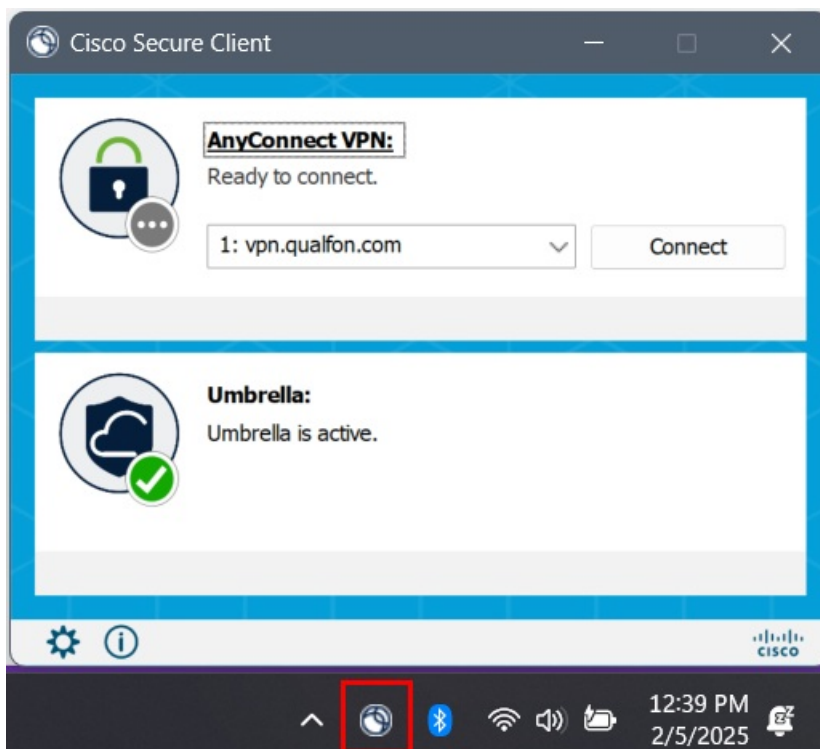 Cisco Secure Client
AnyConnect VPN:
Ready to connect.
1: vpn.qualfon.com
Connect
Umbrella:
Umbrella is active.
cisco
12:39 PM
2/5/2025